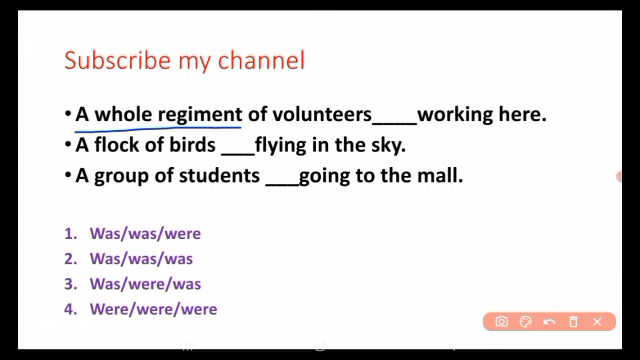 Subscribe my channel
•A whole regiment of volunteers____working here.
•A flock of birds ___flying in the sky.
•A group of students ___going to the mall.
1. Was/was/were
2. Was/was/was
3. Was/were/was
4. Were/were/were